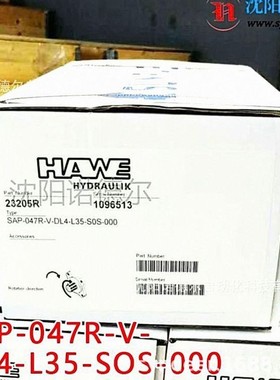 沈阳
HAWE
HYDRAULIK
Part Number
23205R
1096513
Type
SAP-047R-V-DL4-L35-S0S-000
Accessories
沈阳诺德尔
Part Number
Serial Number
Rotation direction
P-047R-V-
4-L35-SOS-000